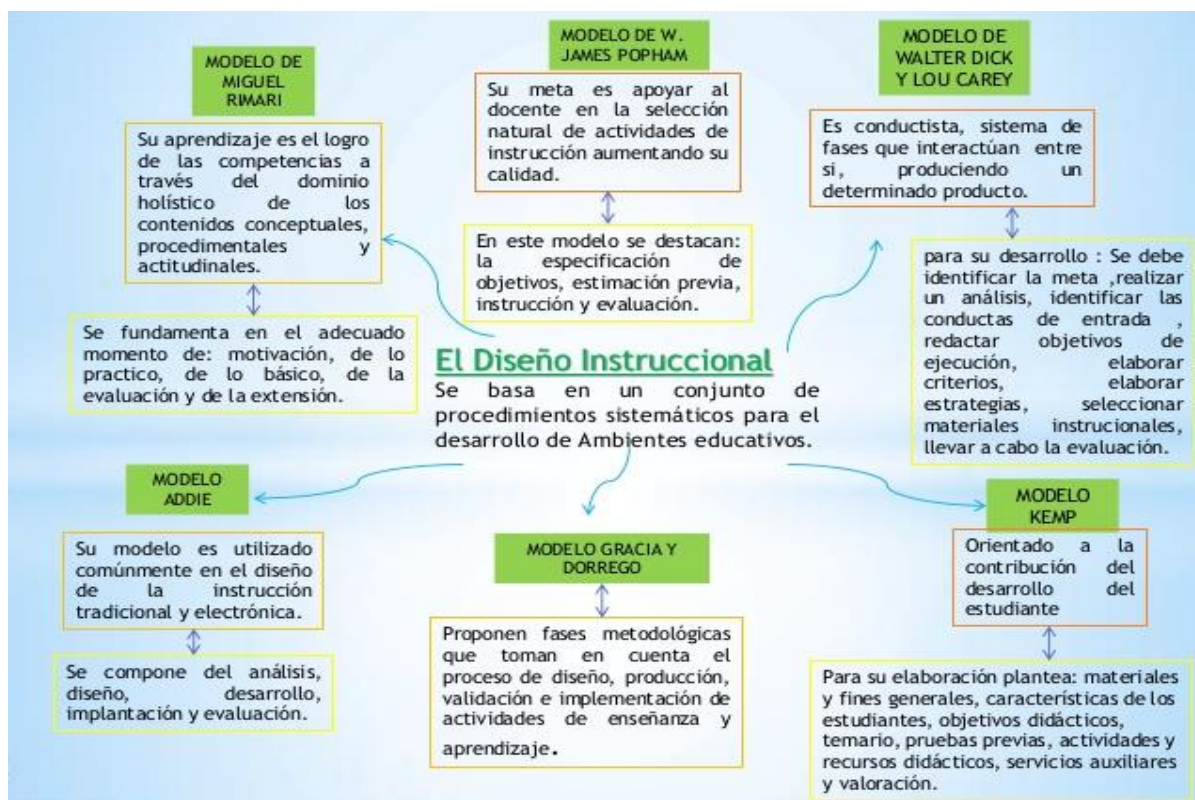 MODELO DE
MIGUEL
RIMARI
Su aprendizaje es el logro
de las competencias a
través del dominio
holístico de los
contenidos conceptuales,
procedimentales y
actitudinales.
Se fundamenta en el adecuado
momento de: motivación, de lo
practico, de lo básico, de la
evaluación y de la extensión.
MODELO DE W.
JAMES POPHAM
Su meta es apoyar al
docente en la selección
natural de actividades de
instrucción aumentando su
calidad.
En este modelo se destacan:
la especificación de
objetivos, estimación previa,
instrucción y evaluación.
MODELO DE
WALTER DICK
Y LOU CAREY
Es conductista, sistema de
fases que interactúan entre
si, produciendo un
determinado producto.
para su desarrollo : Se debe
identificar la meta ,realizar
un análisis, identificar las
conductas de entrada ,
redactar objetivos de
ejecución, elaborar
criterios, elaborar
estrategias, seleccionar
materiales instrucionales,
llevar a cabo la evaluación.
El Diseño Instruccional
Se basa en un conjunto de
procedimientos sistemáticos para el
desarrollo de Ambientes educativos.
MODELO
ADDIE
Su modelo es utilizado
comúnmente en el diseño
de la instrucción
tradicional y electrónica.
Se compone del análisis,
diseño, desarrollo,
implantación y evaluación.
MODELO GRACIA Y
DORREGO
Proponen fases metodológicas
que toman en cuenta el
proceso de diseño, producción,
validación e implementación de
actividades de enseñanza y
aprendizaje.
MODELO
KEMP
Orientado a la
contribución del
desarrollo del
estudiante
Para su elaboración plantea: materiales
y fines generales, características de los
estudiantes, objetivos didácticos,
temario, pruebas previas, actividades y
recursos didácticos, servicios auxiliares
y valoración.